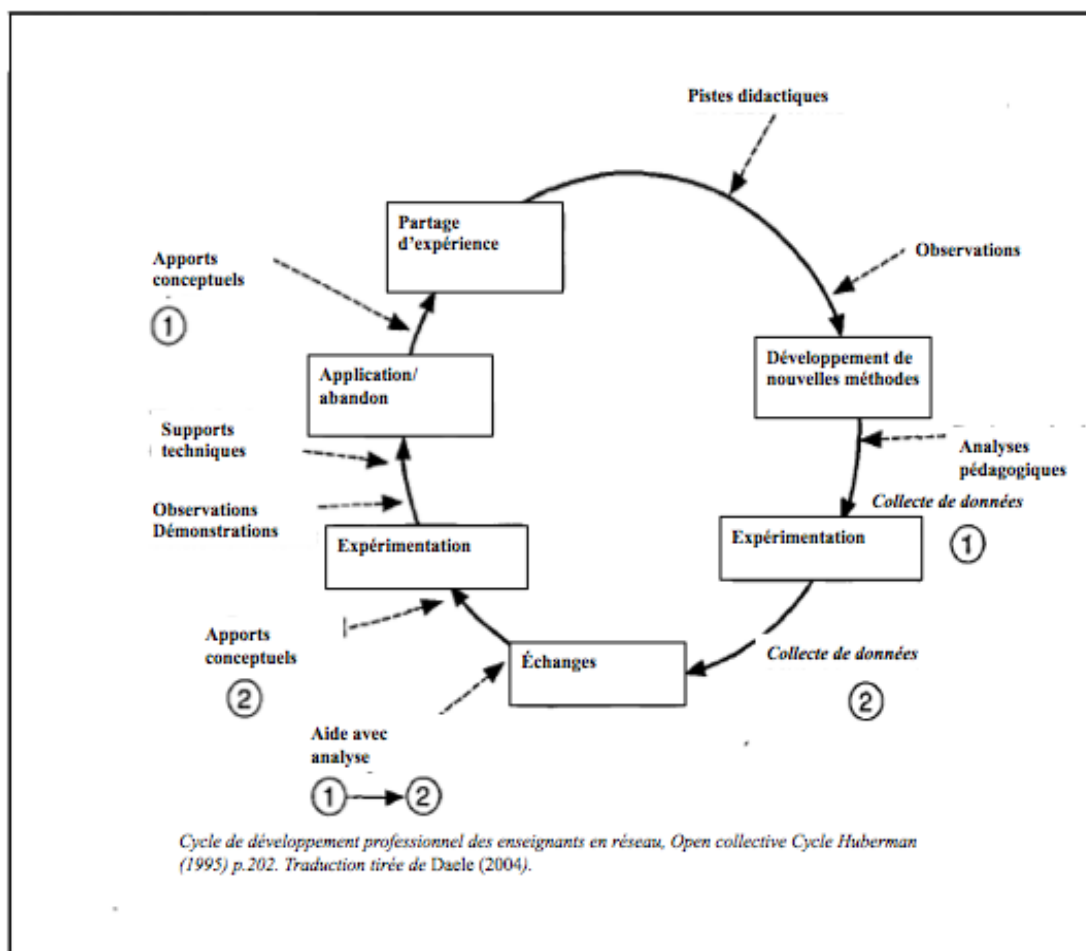 Pistes didactiques
Partage
d'expérience
Observations
Apports
conceptuels
1
Développement de
nouvelles méthodes
Application/
abandon
Supports
techniques
Analyses
pédagogiques
Observations
Démonstrations
Collecte de données
1
Expérimentation
Expérimentation
Apports
conceptuels
2
Échanges
Collecte de données
2
Aide avec
analyse
1 2
Cycle de développement professionnel des enseignants en réseau, Open collective Cycle Huberman
(1995) p.202. Traduction tirée de Daele (2004).